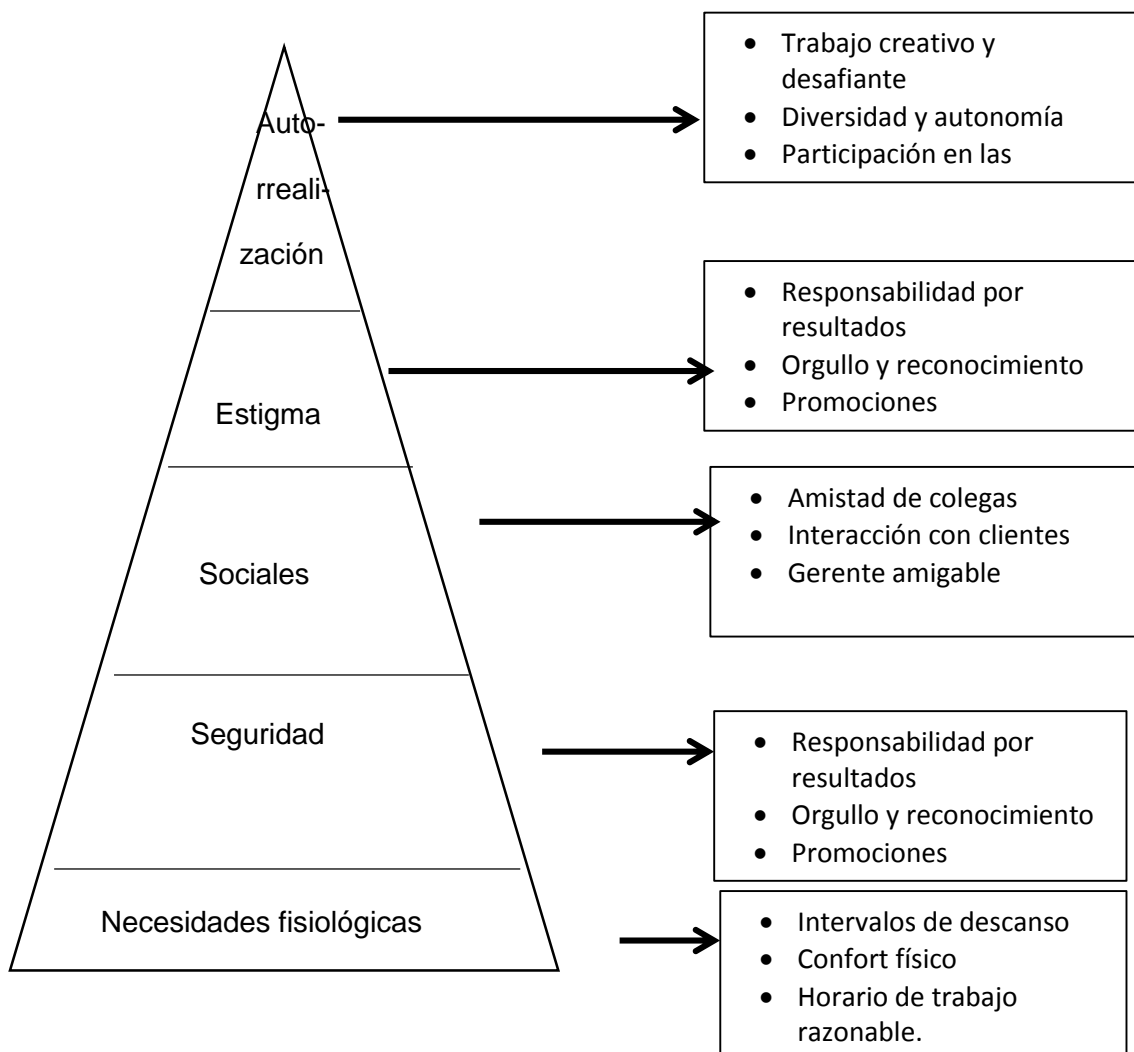 Auto-
rreali-
zación
• Trabajo creativo y
desafiante
• Diversidad y autonomía
• Participación en las
Estigma
• Responsabilidad por
resultados
• Orgullo y reconocimiento
• Promociones
Sociales
• Amistad de colegas
• Interacción con clientes
• Gerente amigable
Seguridad
• Responsabilidad por
resultados
• Orgullo y reconocimiento
• Promociones
Necesidades fisiológicas
• Intervalos de descanso
• Confort físico
• Horario de trabajo
razonable.